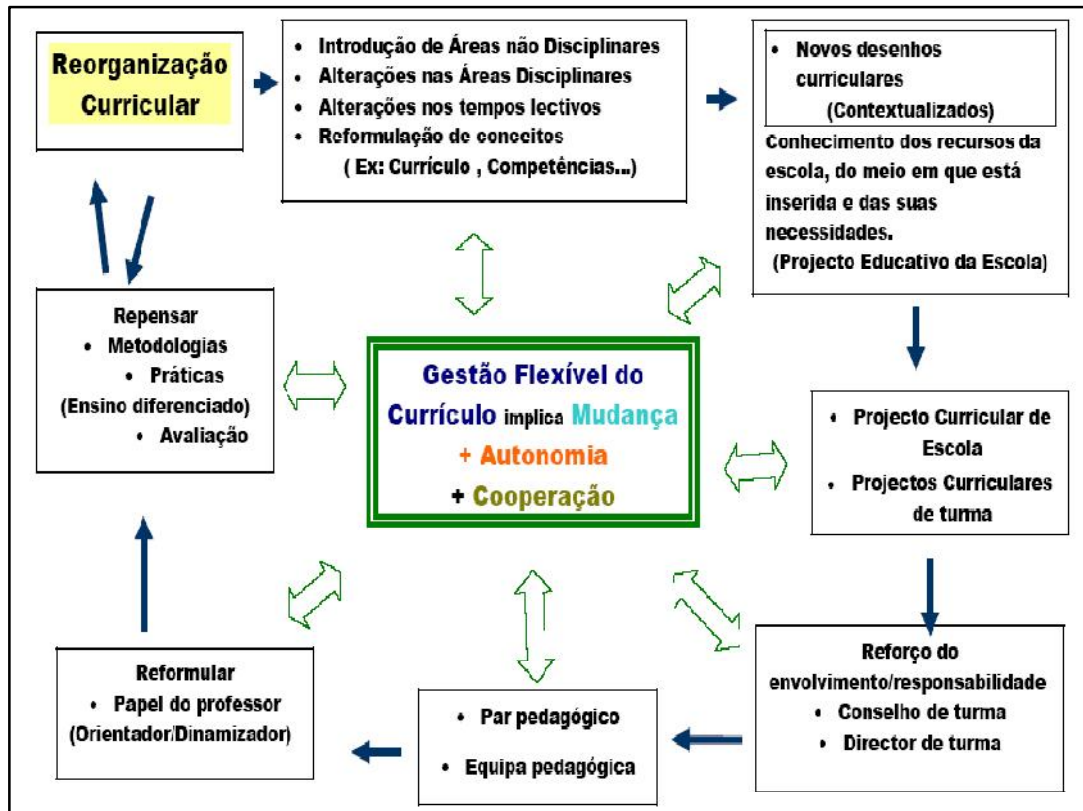 Reorganização
Curricular
• Introdução de Áreas não Disciplinares
• Alterações nas Áreas Disciplinares
• Alterações nos tempos lectivos
• Reformulação de conceitos
( Ex: Currículo , Competências...)
• Novos desenhos
curriculares
(Contextualizados)
Conhecimento dos recursos da
escola, do meio em que está
inserida e das suas
necessidades.
(Projecto Educativo da Escola)
Repensar
• Metodologias
• Práticas
(Ensino diferenciado)
• Avaliação
Gestão Flexível do
Currículo implica Mudança
+ Autonomia
+ Cooperação
• Projecto Curricular de
Escola
• Projectos Curriculares
de turma
Reformular
• Papel do professor
(Orientador/Dinamizador)
• Par pedagógico
• Equipa pedagógica
Reforço do
envolvimento/responsabilidade
• Conselho de turma
• Director de turma